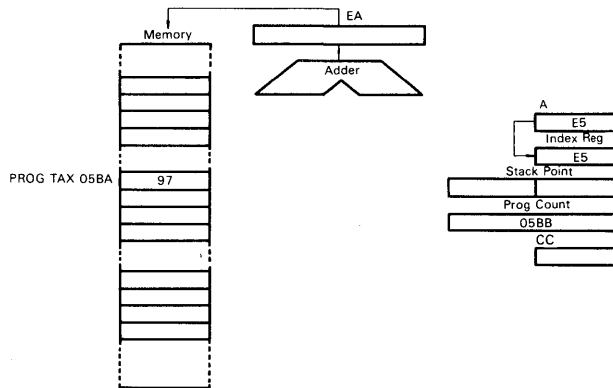 EA
Memory
Adder
A
E5
Index Reg
E5
Stack Point
PROG TAX 05BA 97
Prog Count
05BB
CC